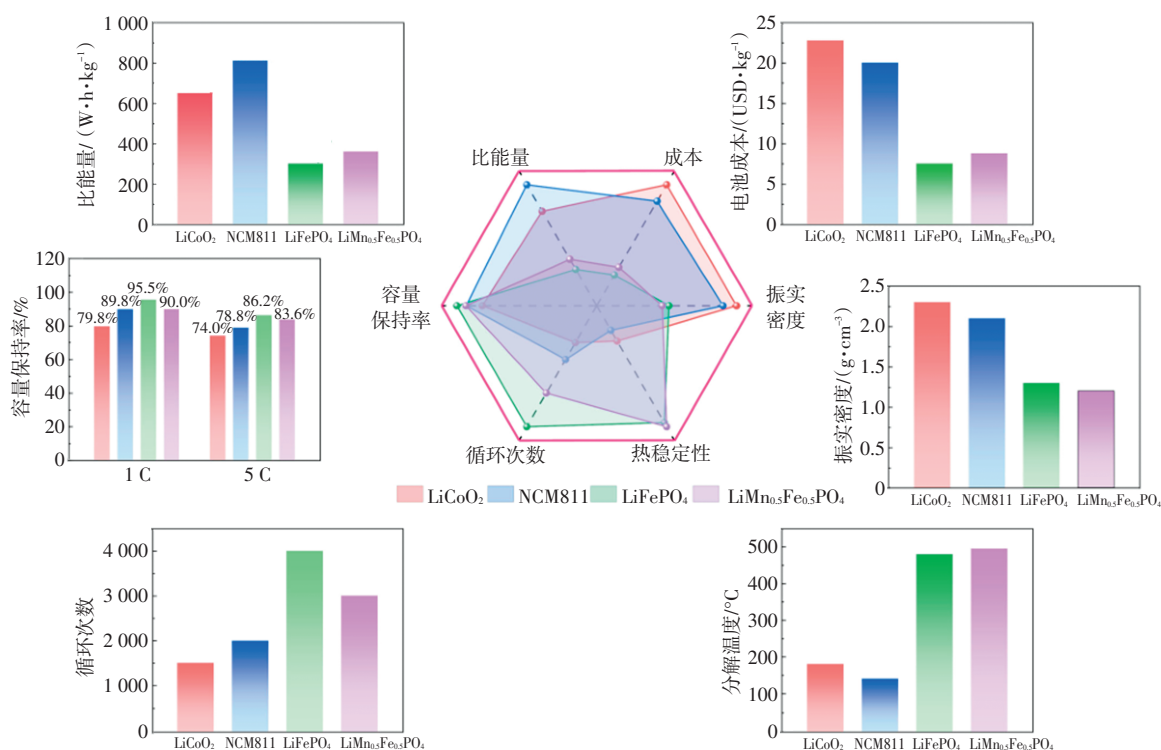 比能量/(W·h·kg⁻¹)
1 000
800
600
400
200
0
LiCoO₂ NCM811 LiFePO₄ LiMn₀.₅Fe₀.₅PO₄
电池成本/(USD·kg⁻¹)
25
20
15
10
5
0
LiCoO₂ NCM811 LiFePO₄ LiMn₀.₅Fe₀.₅PO₄
容量保持率/%
120
100
80
60
40
20
0
79.8%
89.8%
95.5%
90.0%
74.0%
78.8%
86.2%
83.6%
1 C 5 C
比能量
成本
容量
保持率
振实
密度
循环次数
热稳定性
LiCoO₂ NCM811 LiFePO₄ LiMn₀.₅Fe₀.₅PO₄
振实密度/(g·cm⁻³)
2.5
2.0
1.5
1.0
0.5
0
LiCoO₂ NCM811 LiFePO₄ LiMn₀.₅Fe₀.₅PO₄
循环次数
4 000
3 000
2 000
1 000
LiCoO₂ NCM811 LiFePO₄ LiMn₀.₅Fe₀.₅PO₄
分解温度/°C
500
400
300
200
100
0
LiCoO₂ NCM811 LiFePO₄ LiMn₀.₅Fe₀.₅PO₄